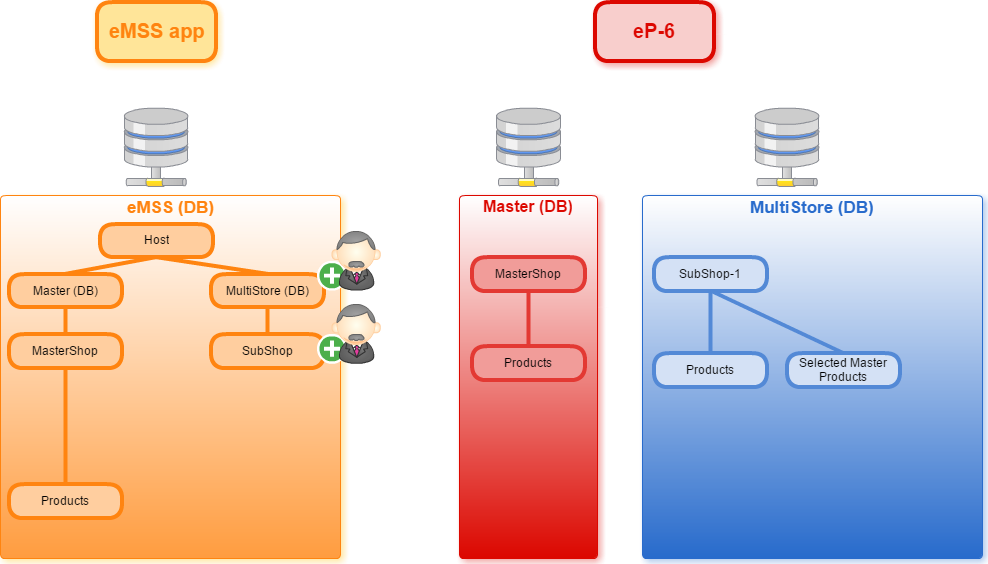 eMSS app
eP-6
eMSS (DB)
Host
Master (DB)
MultiStore (DB)
MasterShop
SubShop
Products
Master (DB)
MasterShop
Products
MultiStore (DB)
SubShop-1
Products
Selected Master
Products